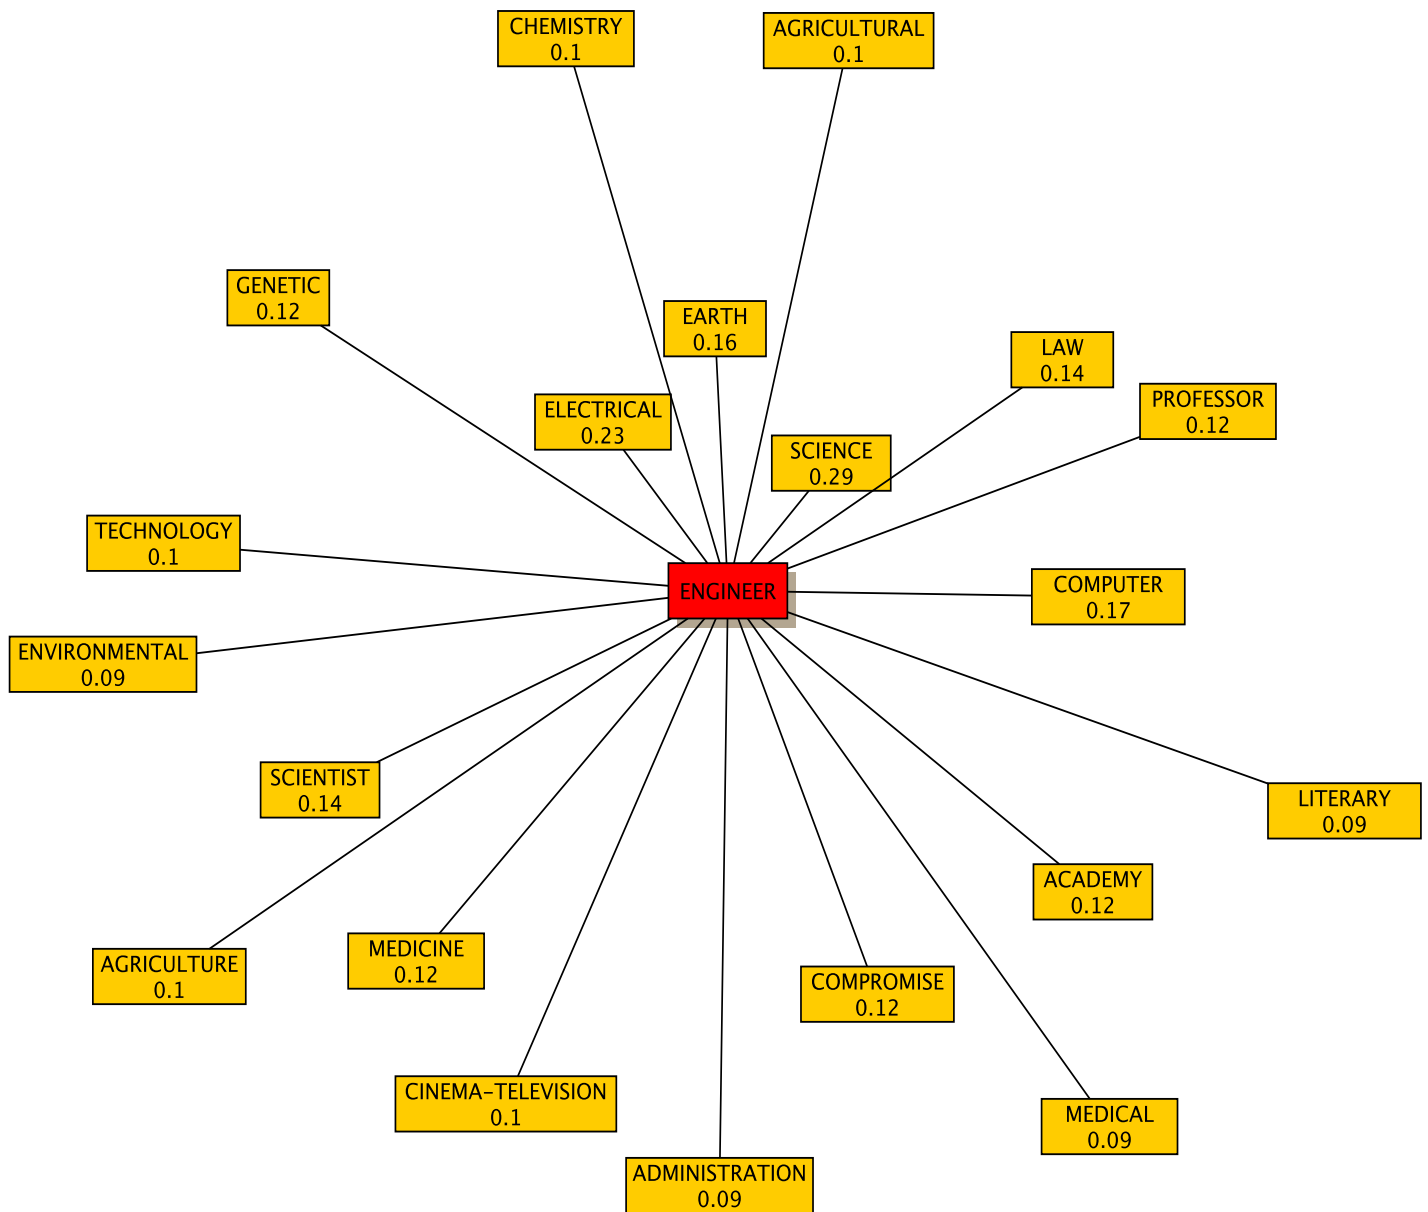 CHEMISTRY
0.1
AGRICULTURAL
0.1
GENETIC
0.12
EARTH
0.16
LAW
0.14
PROFESSOR
0.12
ELECTRICAL
0.23
SCIENCE
0.29
TECHNOLOGY
0.1
ENGINEER
COMPUTER
0.17
ENVIRONMENTAL
0.09
SCIENTIST
0.14
LITERARY
0.09
ACADEMY
0.12
AGRICULTURE
0.1
MEDICINE
0.12
COMPROMISE
0.12
CINEMA-TELEVISION
0.1
MEDICAL
0.09
ADMINISTRATION
0.09